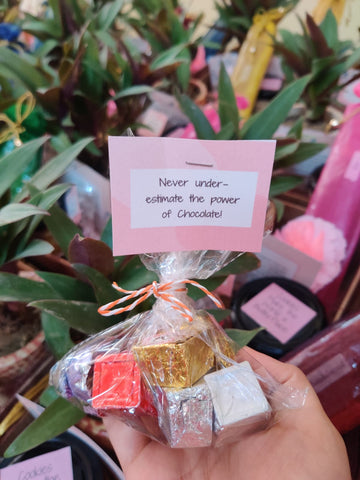 Never under-
estimate the power
of Chocolate!
Cookies